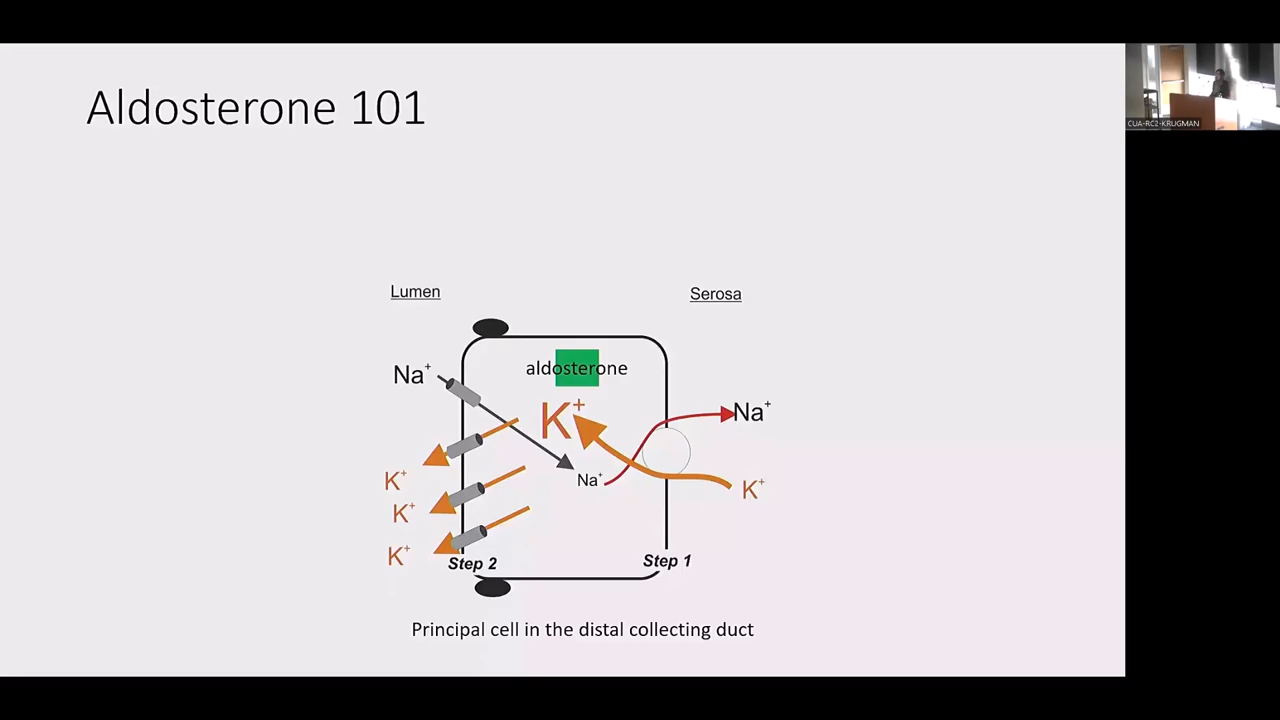 Aldosterone 101
CUA-RC2-KRUGMAN
Lumen
Serosa
aldosterone
Na⁺
K⁺
Na⁺
K⁺
Na⁺
K⁺
K⁺
K⁺
Step 2
Step 1
Principal cell in the distal collecting duct